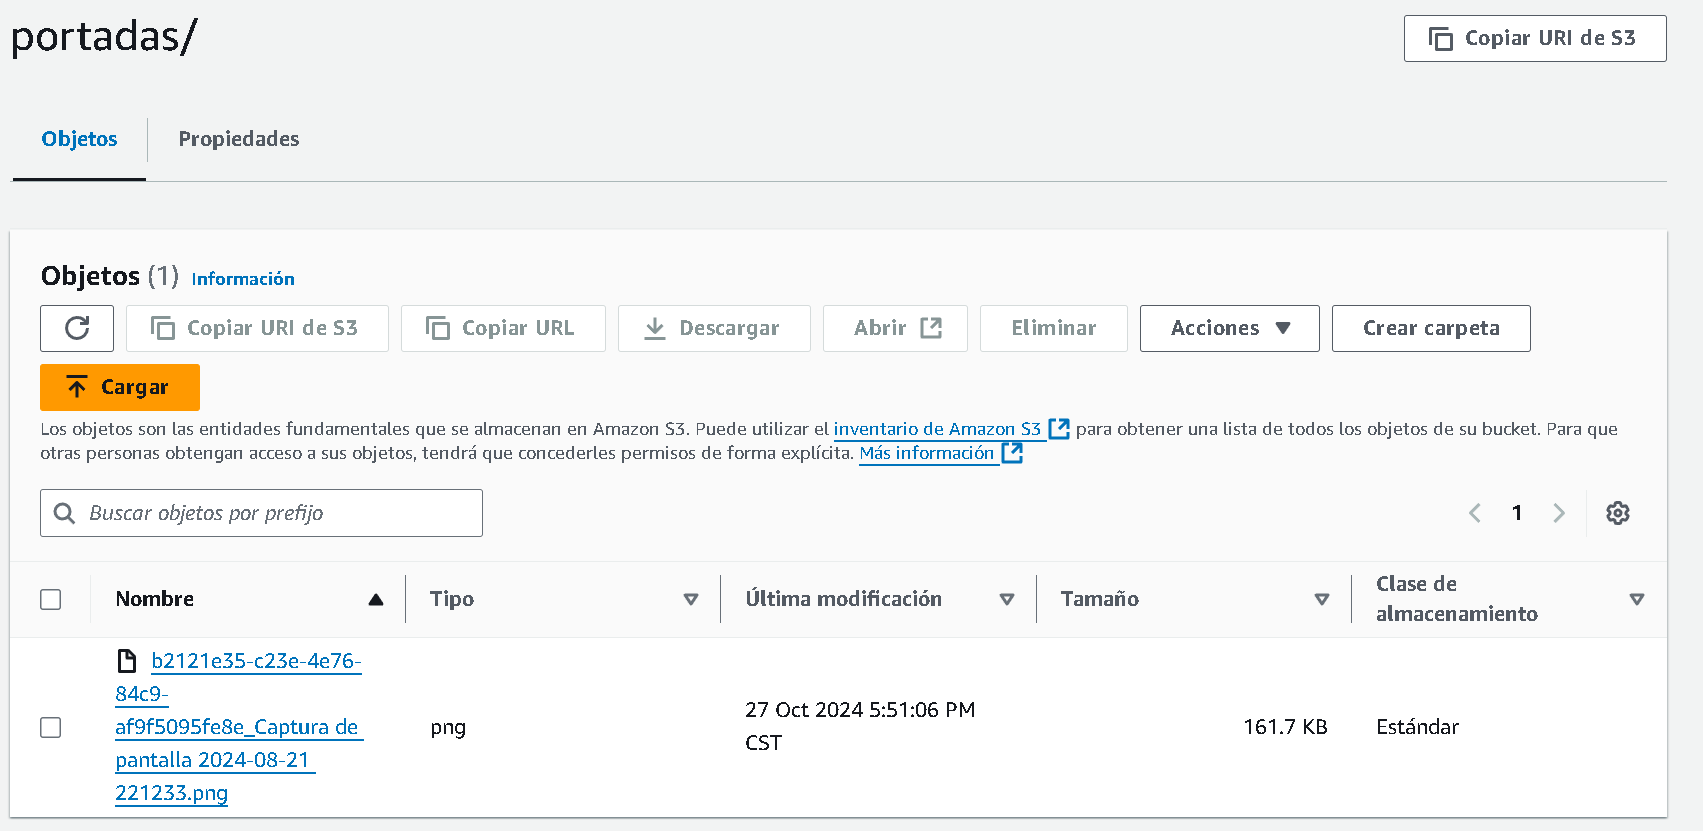 portadas/
Copiar URI de S3
Objetos
Propiedades
Objetos (1) Información
Copiar URI de S3
Copiar URL
Descargar
Abrir
Eliminar
Acciones
Crear carpeta
Cargar
Los objetos son las entidades fundamentales que se almacenan en Amazon S3. Puede utilizar el inventario de Amazon S3 para obtener una lista de todos los objetos de su bucket. Para que
otras personas obtengan acceso a sus objetos, tendrá que concederles permisos de forma explícita. Más información
Buscar objetos por prefijo
1
Nombre
Tipo
Última modificación
Tamaño
Clase de
almacenamiento
b2121e35-c23e-4e76-
84c9-
af9f5095fe8e_Captura de
pantalla 2024-08-21
221233.png
png
27 Oct 2024 5:51:06 PM
CST
161.7 KB
Estándar